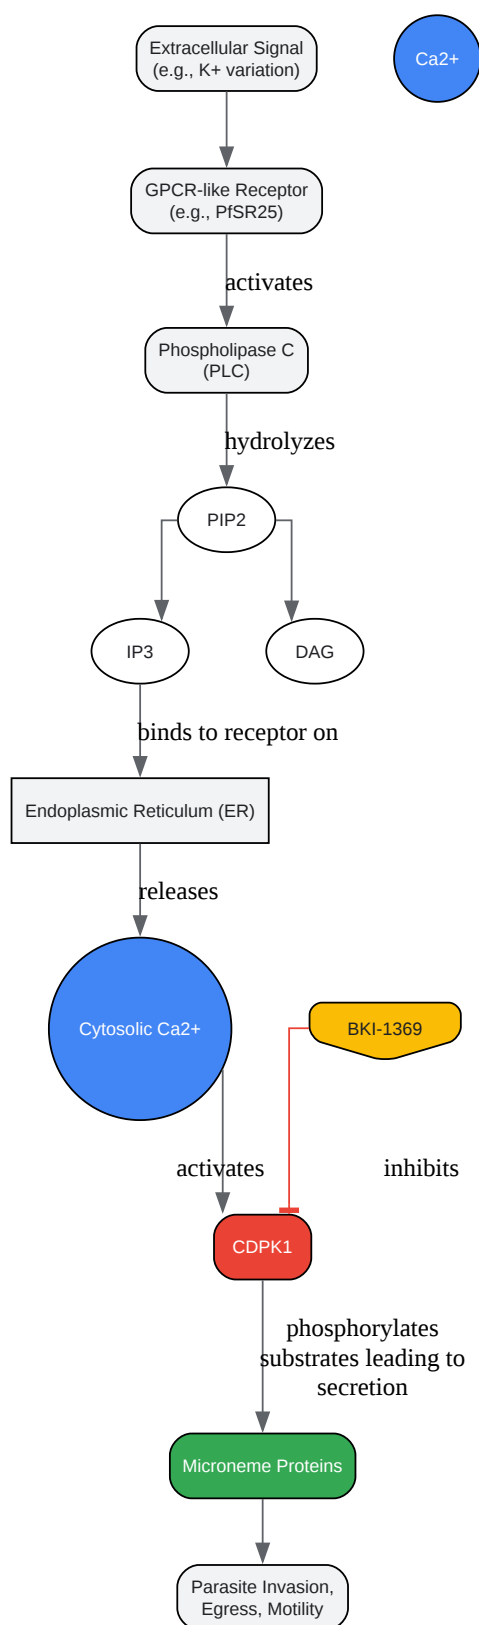 Extracellular Signal
(e.g., K+ variation)
Ca2+
GPCR-like Receptor
(e.g., PfSR25)
activates
Phospholipase C
(PLC)
hydrolyzes
PIP2
IP3
DAG
binds to receptor on
Endoplasmic Reticulum (ER)
releases
Cytosolic Ca2+
BKI-1369
activates
inhibits
CDPK1
phosphorylates
substrates leading to
secretion
Microneme Proteins
Parasite Invasion,
Egress, Motility